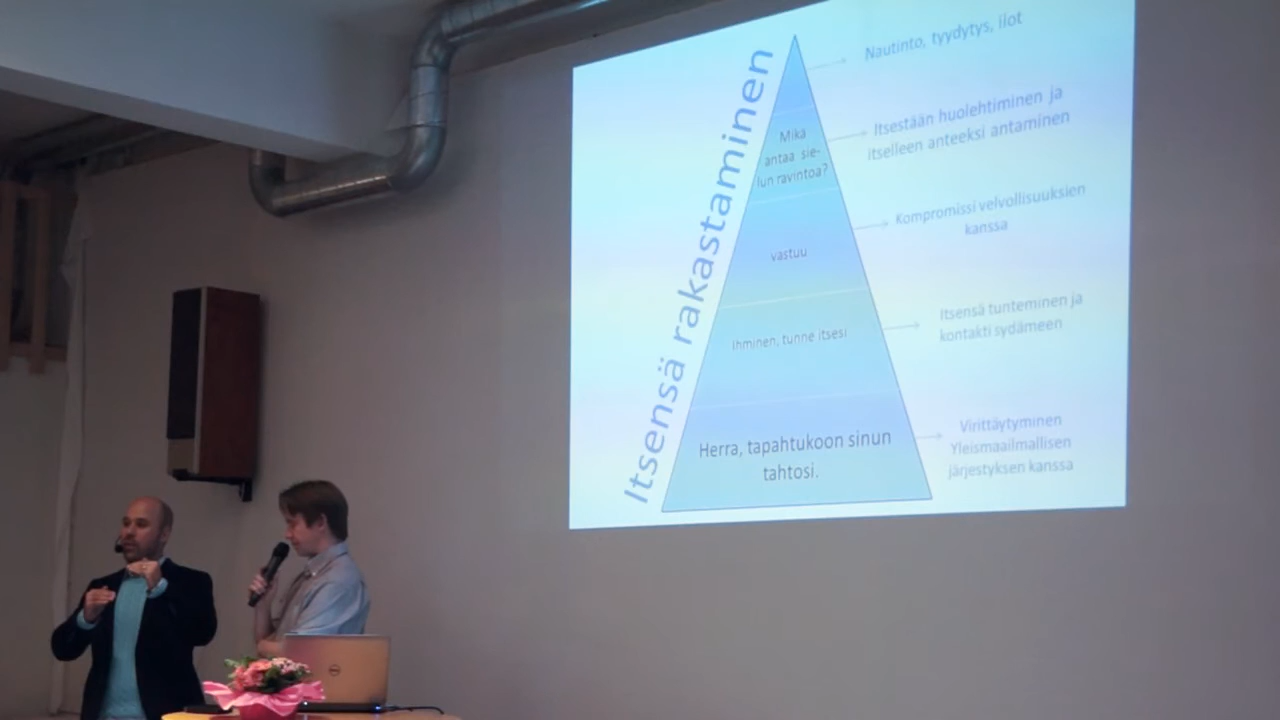 Itsensä rakastaminen
Nautinto, tyydytys, ilot
Mikä
antaa sie-
lun ravintoa?
Itsestään huolehtiminen ja
itselleen anteeksi antaminen
vastuu
Kompromissi velvollisuuksien
kanssa
Ihminen, tunne itsesi
Itsensä tunteminen ja
kontakti sydämeen
Herra, tapahtukoon sinun
tahtosi.
Virittäytyminen
Yleismaailmallisen
järjestyksen kanssa
DELL